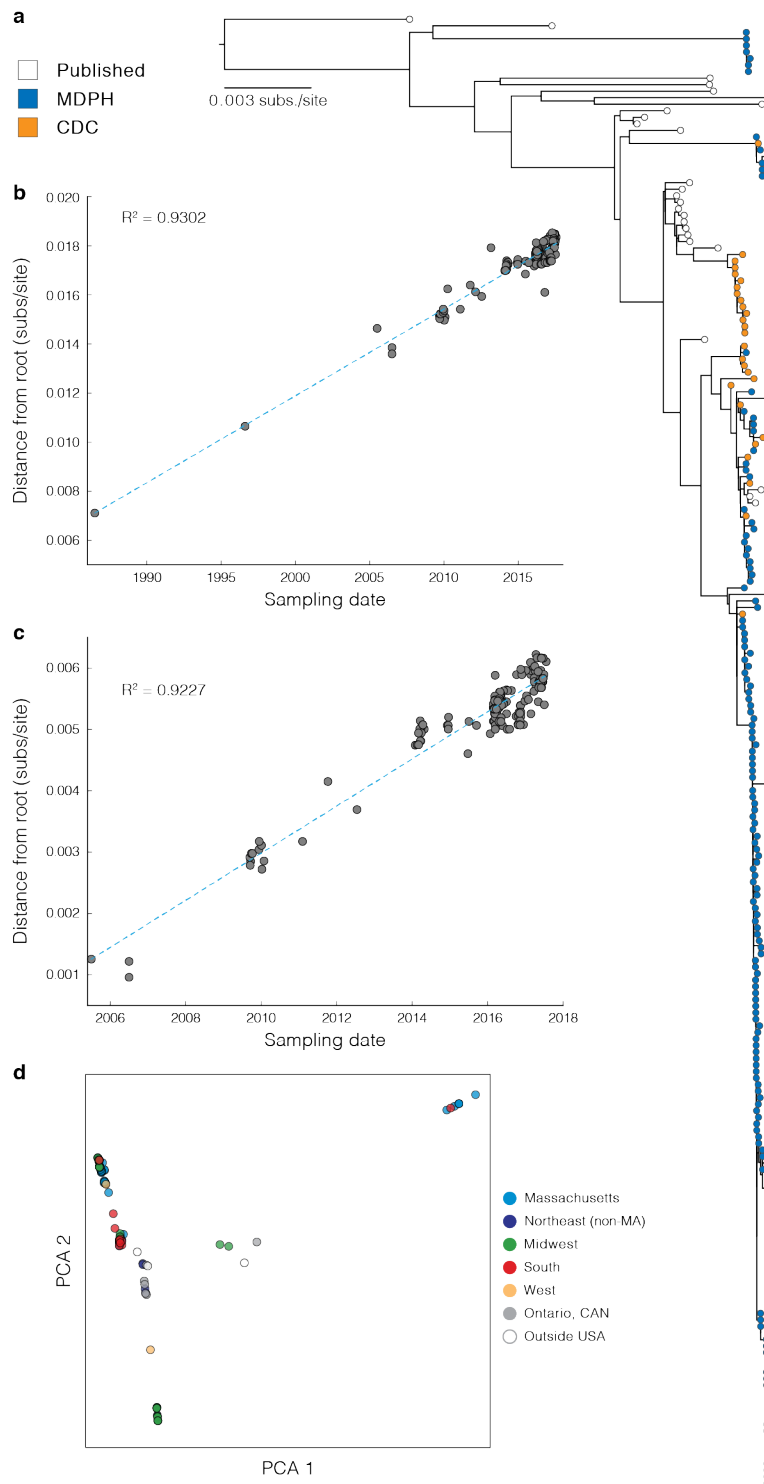 a
Published
MDPH
CDC
0.003 subs./site
b
0.020
0.018
0.016
0.014
0.012
0.010
0.008
0.006
R² = 0.9302
Distance from root (subs/site)
1990
1995
2000
2005
2010
2015
Sampling date
c
0.006
0.005
0.004
0.003
0.002
0.001
R² = 0.9227
Distance from root (subs/site)
2006
2008
2010
2012
2014
2016
2018
Sampling date
d
PCA 2
PCA 1
Massachusetts
Northeast (non-MA)
Midwest
South
West
Ontario, CAN
Outside USA